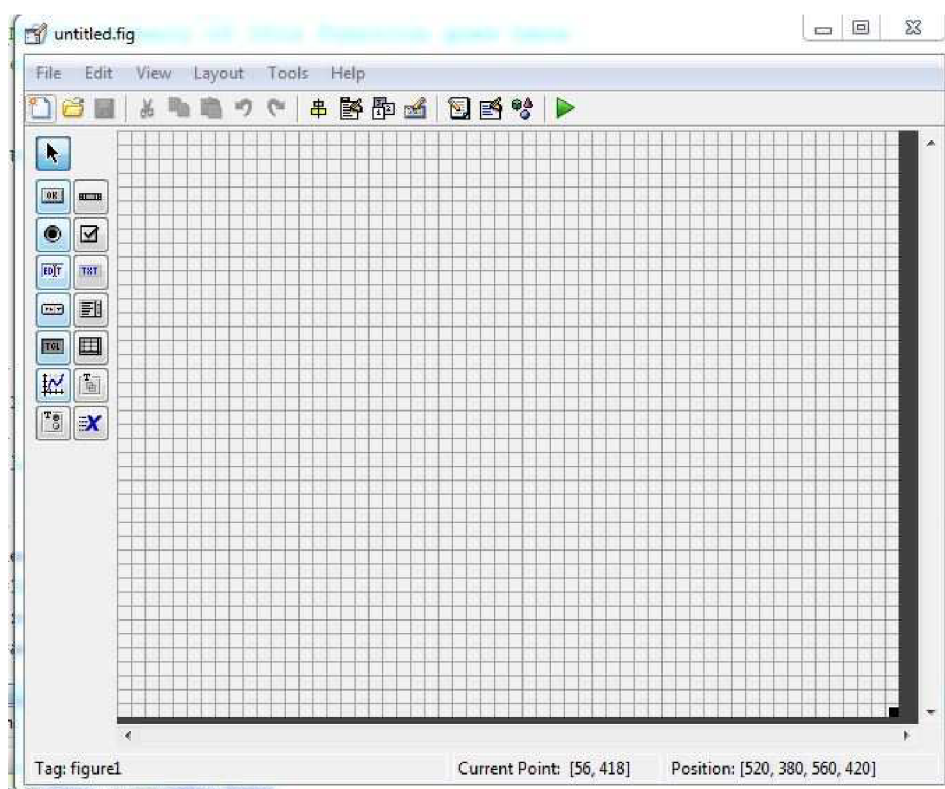 untitled.fig
File Edit View Layout Tools Help
OK
EDIT TXT
TGL
Tag: figure1 Current Point: [56, 418] Position: [520, 380, 560, 420]